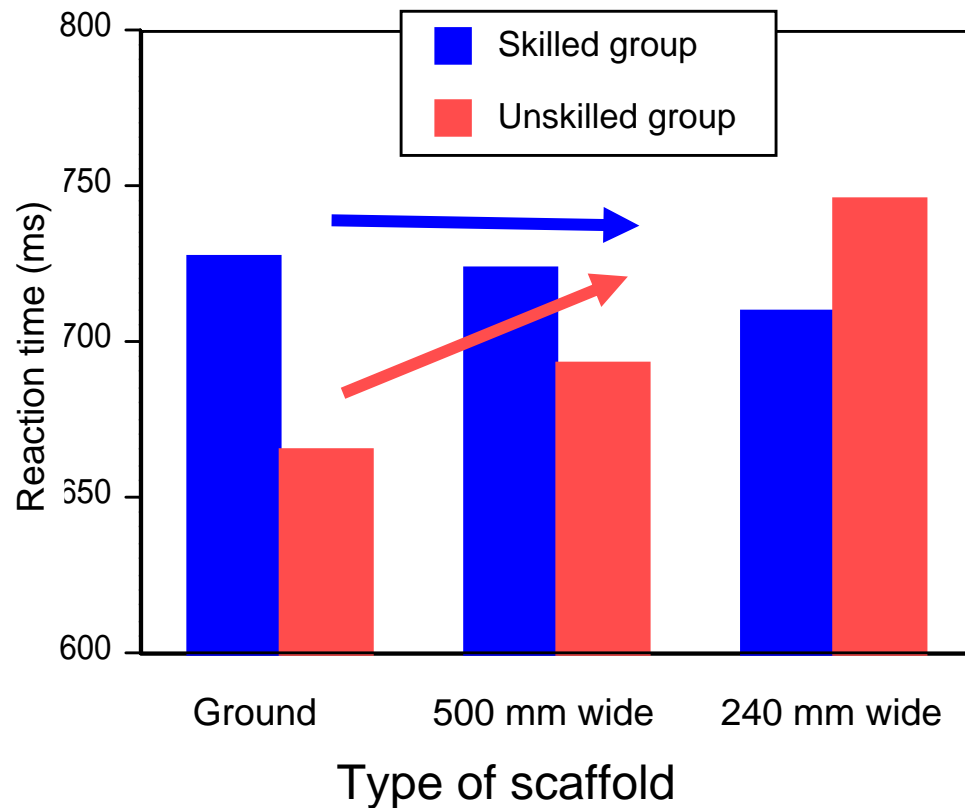 800
Skilled group
Unskilled group
750
700
650
600
Reaction time (ms)
Ground 500 mm wide 240 mm wide
Type of scaffold